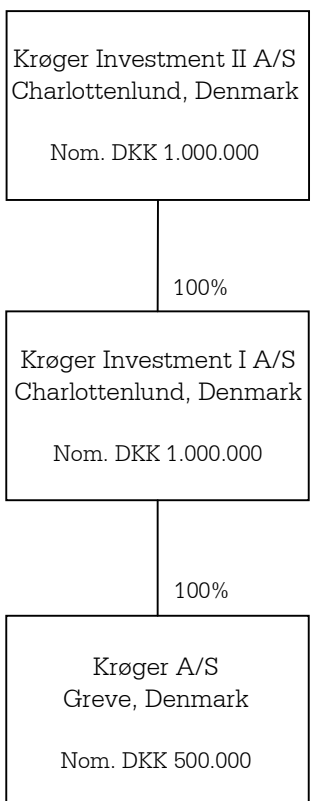 Krøger Investment II A/S
Charlottenlund, Denmark
Nom. DKK 1.000.000
100%
Krøger Investment I A/S
Charlottenlund, Denmark
Nom. DKK 1.000.000
100%
Krøger A/S
Greve, Denmark
Nom. DKK 500.000